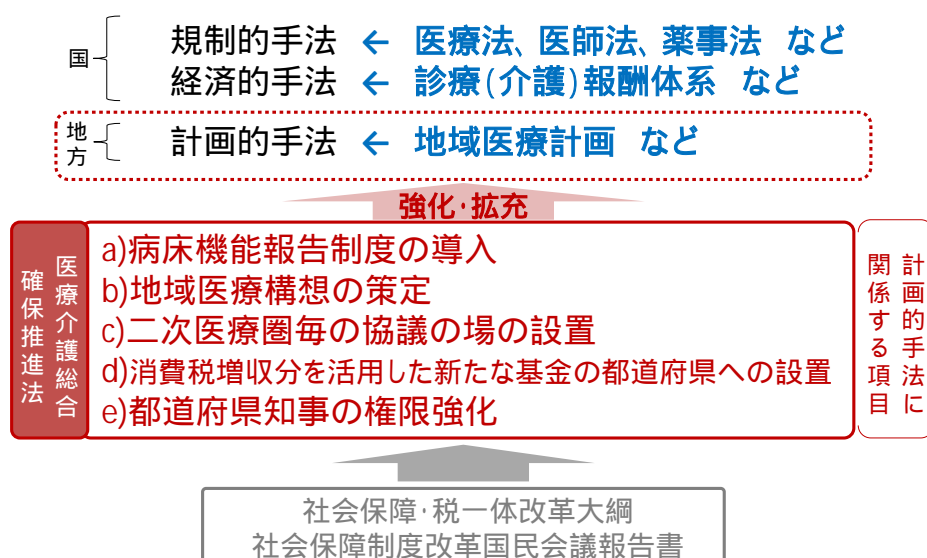 国
規制的手法 ← 医療法、医師法、薬事法 など
経済的手法 ← 診療(介護)報酬体系 など
地方
計画的手法 ← 地域医療計画 など
強化・拡充
医療介護総合
確保推進法
a)病床機能報告制度の導入
b)地域医療構想の策定
c)二次医療圏毎の協議の場の設置
d)消費税増収分を活用した新たな基金の都道府県への設置
e)都道府県知事の権限強化
計画的手法に
関係する項目
社会保障・税一体改革大綱
社会保障制度改革国民会議報告書